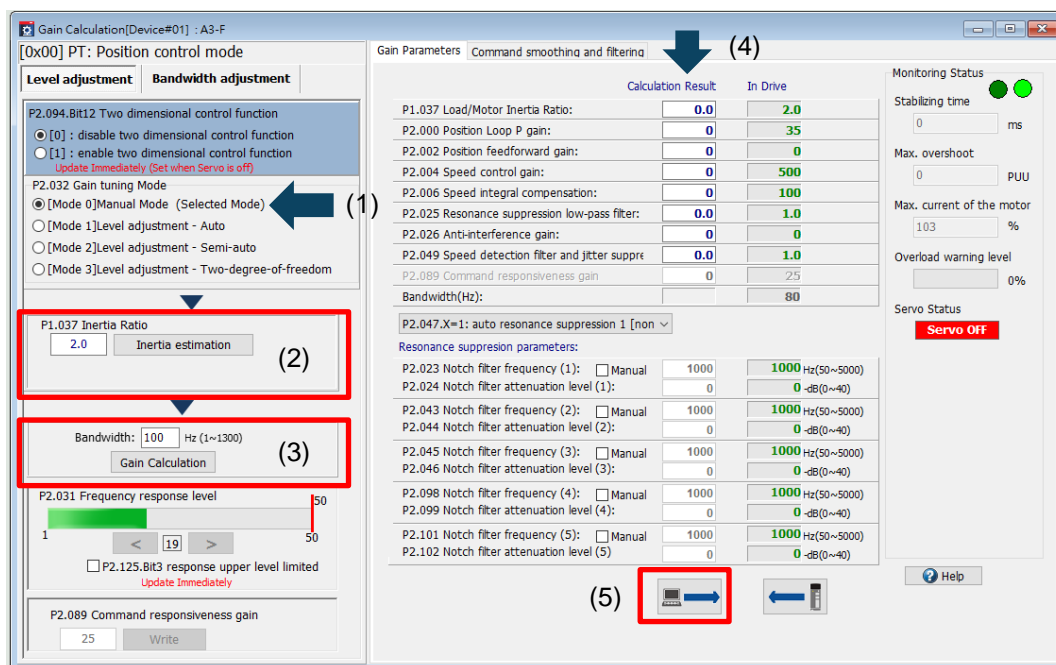 Gain Calculation[Device#01] : A3-F
[0x00] PT: Position control mode
Level adjustment
Bandwidth adjustment
P2.094.Bit12 Two dimensional control function
[0] : disable two dimensional control function
[1] : enable two dimensional control function
Update Immediately (Set when Servo is off)
P2.032 Gain tuning Mode
[Mode 0]Manual Mode (Selected Mode)
(1)
[Mode 1]Level adjustment - Auto
[Mode 2]Level adjustment - Semi-auto
[Mode 3]Level adjustment - Two-degree-of-freedom
P1.037 Inertia Ratio
2.0 Inertia estimation
(2)
Bandwidth: 100 Hz (1~1300)
Gain Calculation
(3)
P2.031 Frequency response level
50
1 50
< 19 >
P2.125.Bit3 response upper level limited
Update Immediately
P2.089 Command responsiveness gain
25 Write
Gain Parameters
Command smoothing and filtering
(4)
Calculation Result In Drive
P1.037 Load/Motor Inertia Ratio: 0.0 2.0
P2.000 Position Loop P gain: 0 35
P2.002 Position feedforward gain: 0 0
P2.004 Speed control gain: 0 500
P2.006 Speed integral compensation: 0 100
P2.025 Resonance suppression low-pass filter: 0.0 1.0
P2.026 Anti-interference gain: 0 0
P2.049 Speed detection filter and jitter suppre 0.0 1.0
P2.089 Command responsiveness gain 0 25
Bandwidth(Hz): 80
P2.047.X=1: auto resonance suppression 1 [non
Resonance suppresion parameters:
P2.023 Notch filter frequency (1): Manual 1000 1000 Hz(50~5000)
P2.024 Notch filter attenuation level (1): 0 0 -dB(0~40)
P2.043 Notch filter frequency (2): Manual 1000 1000 Hz(50~5000)
P2.044 Notch filter attenuation level (2): 0 0 -dB(0~40)
P2.045 Notch filter frequency (3): Manual 1000 1000 Hz(50~5000)
P2.046 Notch filter attenuation level (3): 0 0 -dB(0~40)
P2.098 Notch filter frequency (4): Manual 1000 1000 Hz(50~5000)
P2.099 Notch filter attenuation level (4): 0 0 -dB(0~40)
P2.101 Notch filter frequency (5): Manual 1000 1000 Hz(50~5000)
P2.102 Notch filter attenuation level (5) 0 0 -dB(0~40)
(5)
Monitoring Status
Stabilizing time
0 ms
Max. overshoot
0 PUU
Max. current of the motor
103 %
Overload warning level
0%
Servo Status
Servo OFF
Help